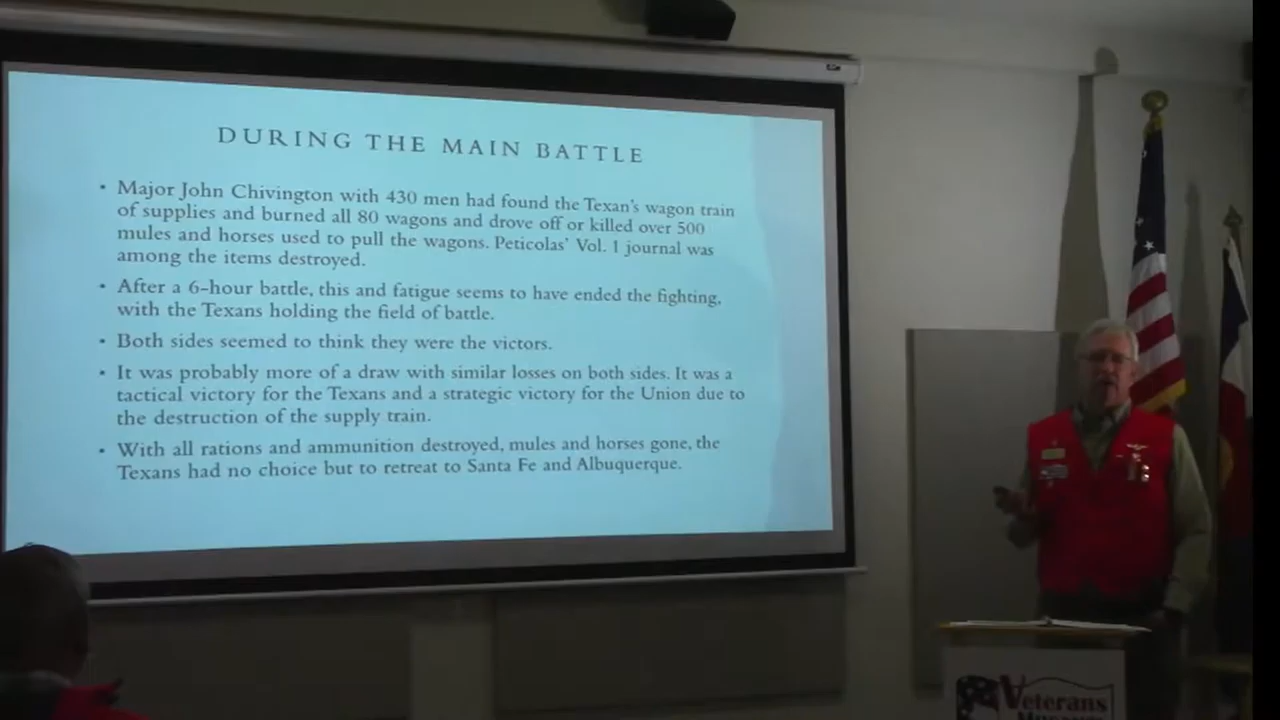 DURING THE MAIN BATTLE
• Major John Chivington with 430 men had found the Texan's wagon train
of supplies and burned all 80 wagons and drove off or killed over 500
mules and horses used to pull the wagons. Peticolas' Vol. 1 journal was
among the items destroyed.
• After a 6-hour battle, this and fatigue seems to have ended the fighting,
with the Texans holding the field of battle.
• Both sides seemed to think they were the victors.
• It was probably more of a draw with similar losses on both sides. It was a
tactical victory for the Texans and a strategic victory for the Union due to
the destruction of the supply train.
• With all rations and ammunition destroyed, mules and horses gone, the
Texans had no choice but to retreat to Santa Fe and Albuquerque.
Veterans